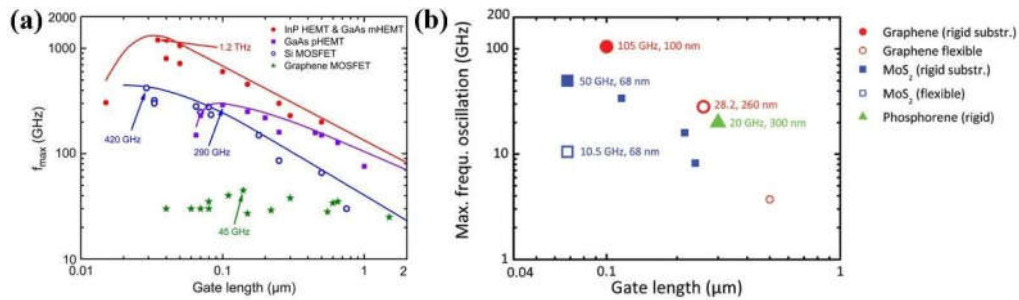 (a)
1000
100
10
f_max (GHz)
1.2 THz
InP HEMT & GaAs mHEMT
GaAs pHEMT
Si MOSFET
Graphene MOSFET
420 GHz
290 GHz
45 GHz
0.01
0.1
1
2
Gate length (μm)
(b)
200
100
10
1
Max. frequ. oscillation (GHz)
105 GHz, 100 nm
50 GHz, 68 nm
28.2, 260 nm
20 GHz, 300 nm
10.5 GHz, 68 nm
0.04
0.1
1
Gate length (μm)
Graphene (rigid substr.)
Graphene flexible
MoS₂ (rigid substr.)
MoS₂ (flexible)
Phosphorene (rigid)